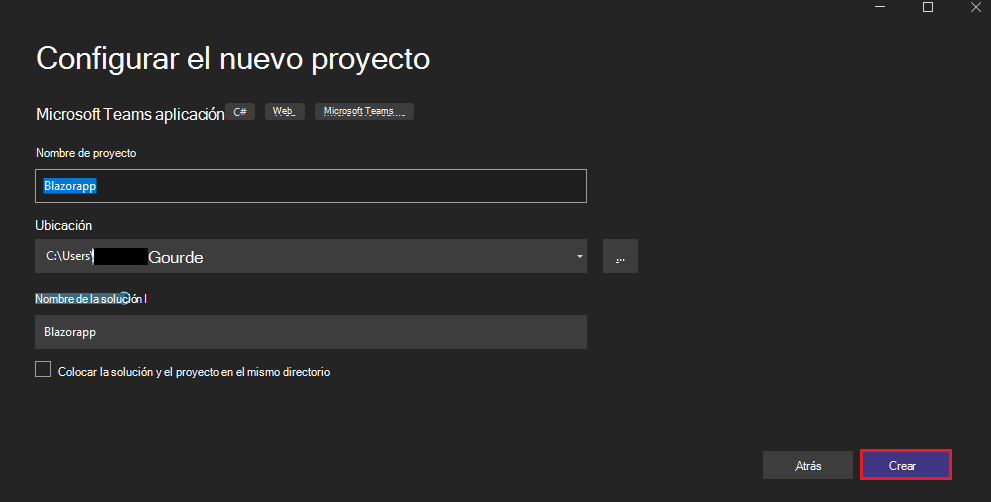 Configurar el nuevo proyecto
Microsoft Teams aplicación C# Web Microsoft Teams...
Nombre de proyecto
Blazorapp
Ubicación
C:\Users\ Gourde
...
Nombre de la solución
Blazorapp
Colocar la solución y el proyecto en el mismo directorio
Atrás Crear